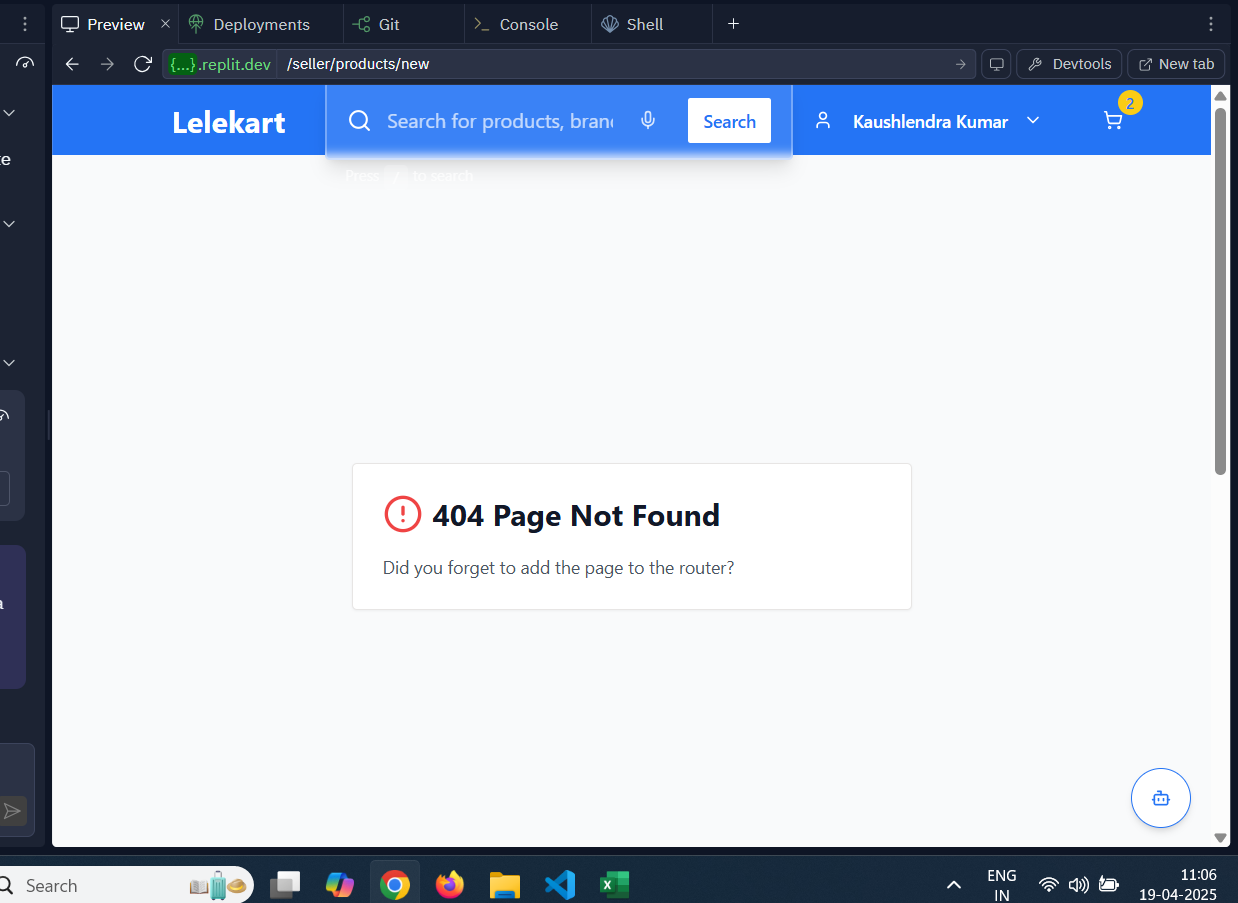 Preview
Deployments
Git
Console
Shell
{...}.replit.dev /seller/products/new
Devtools
New tab
Lelekart
Search for products, bran
Search
Kaushlendra Kumar
2
Press / to search
404 Page Not Found
Did you forget to add the page to the router?
Search
ENG
IN
11:06
19-04-2025